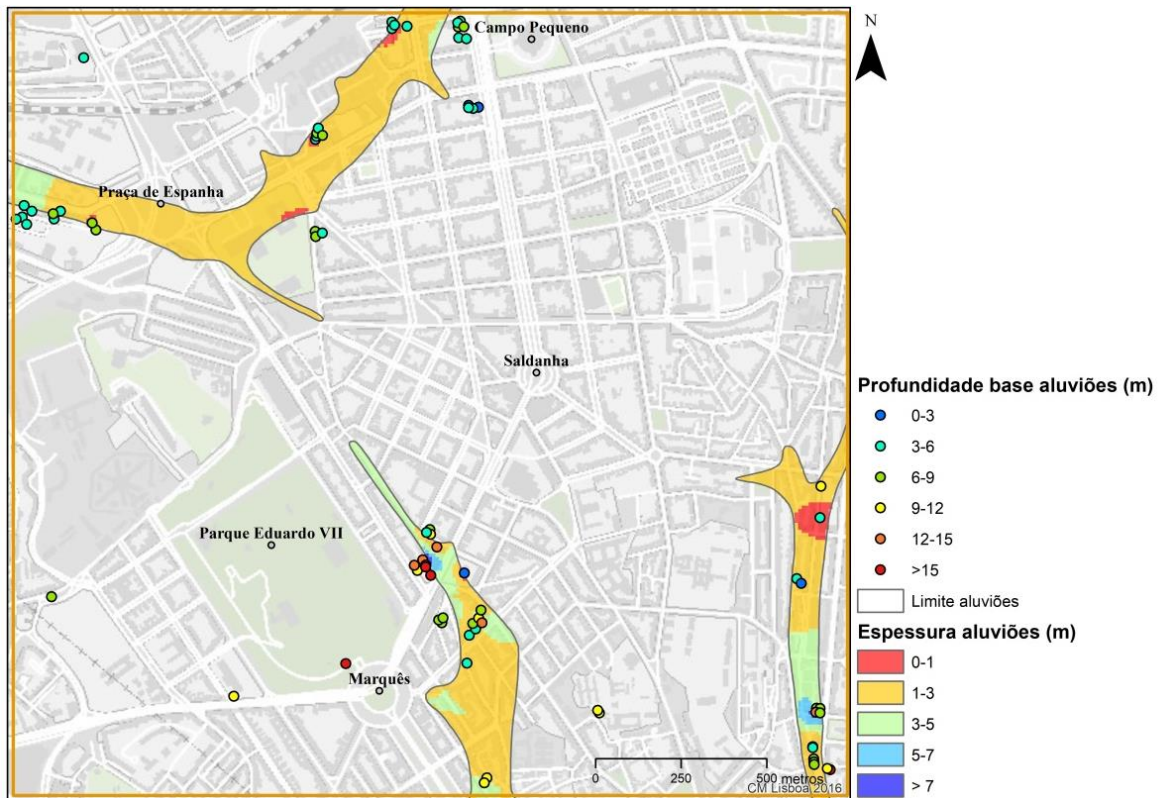 Campo Pequeno
N
Praça de Espanha
Saldanha
Parque Eduardo VII
Marquês
0 250 500 metros
CM Lisboa 2016
Profundidade base aluviões (m)
0-3
3-6
6-9
9-12
12-15
>15
Limite aluviões
Espessura aluviões (m)
0-1
1-3
3-5
5-7
> 7